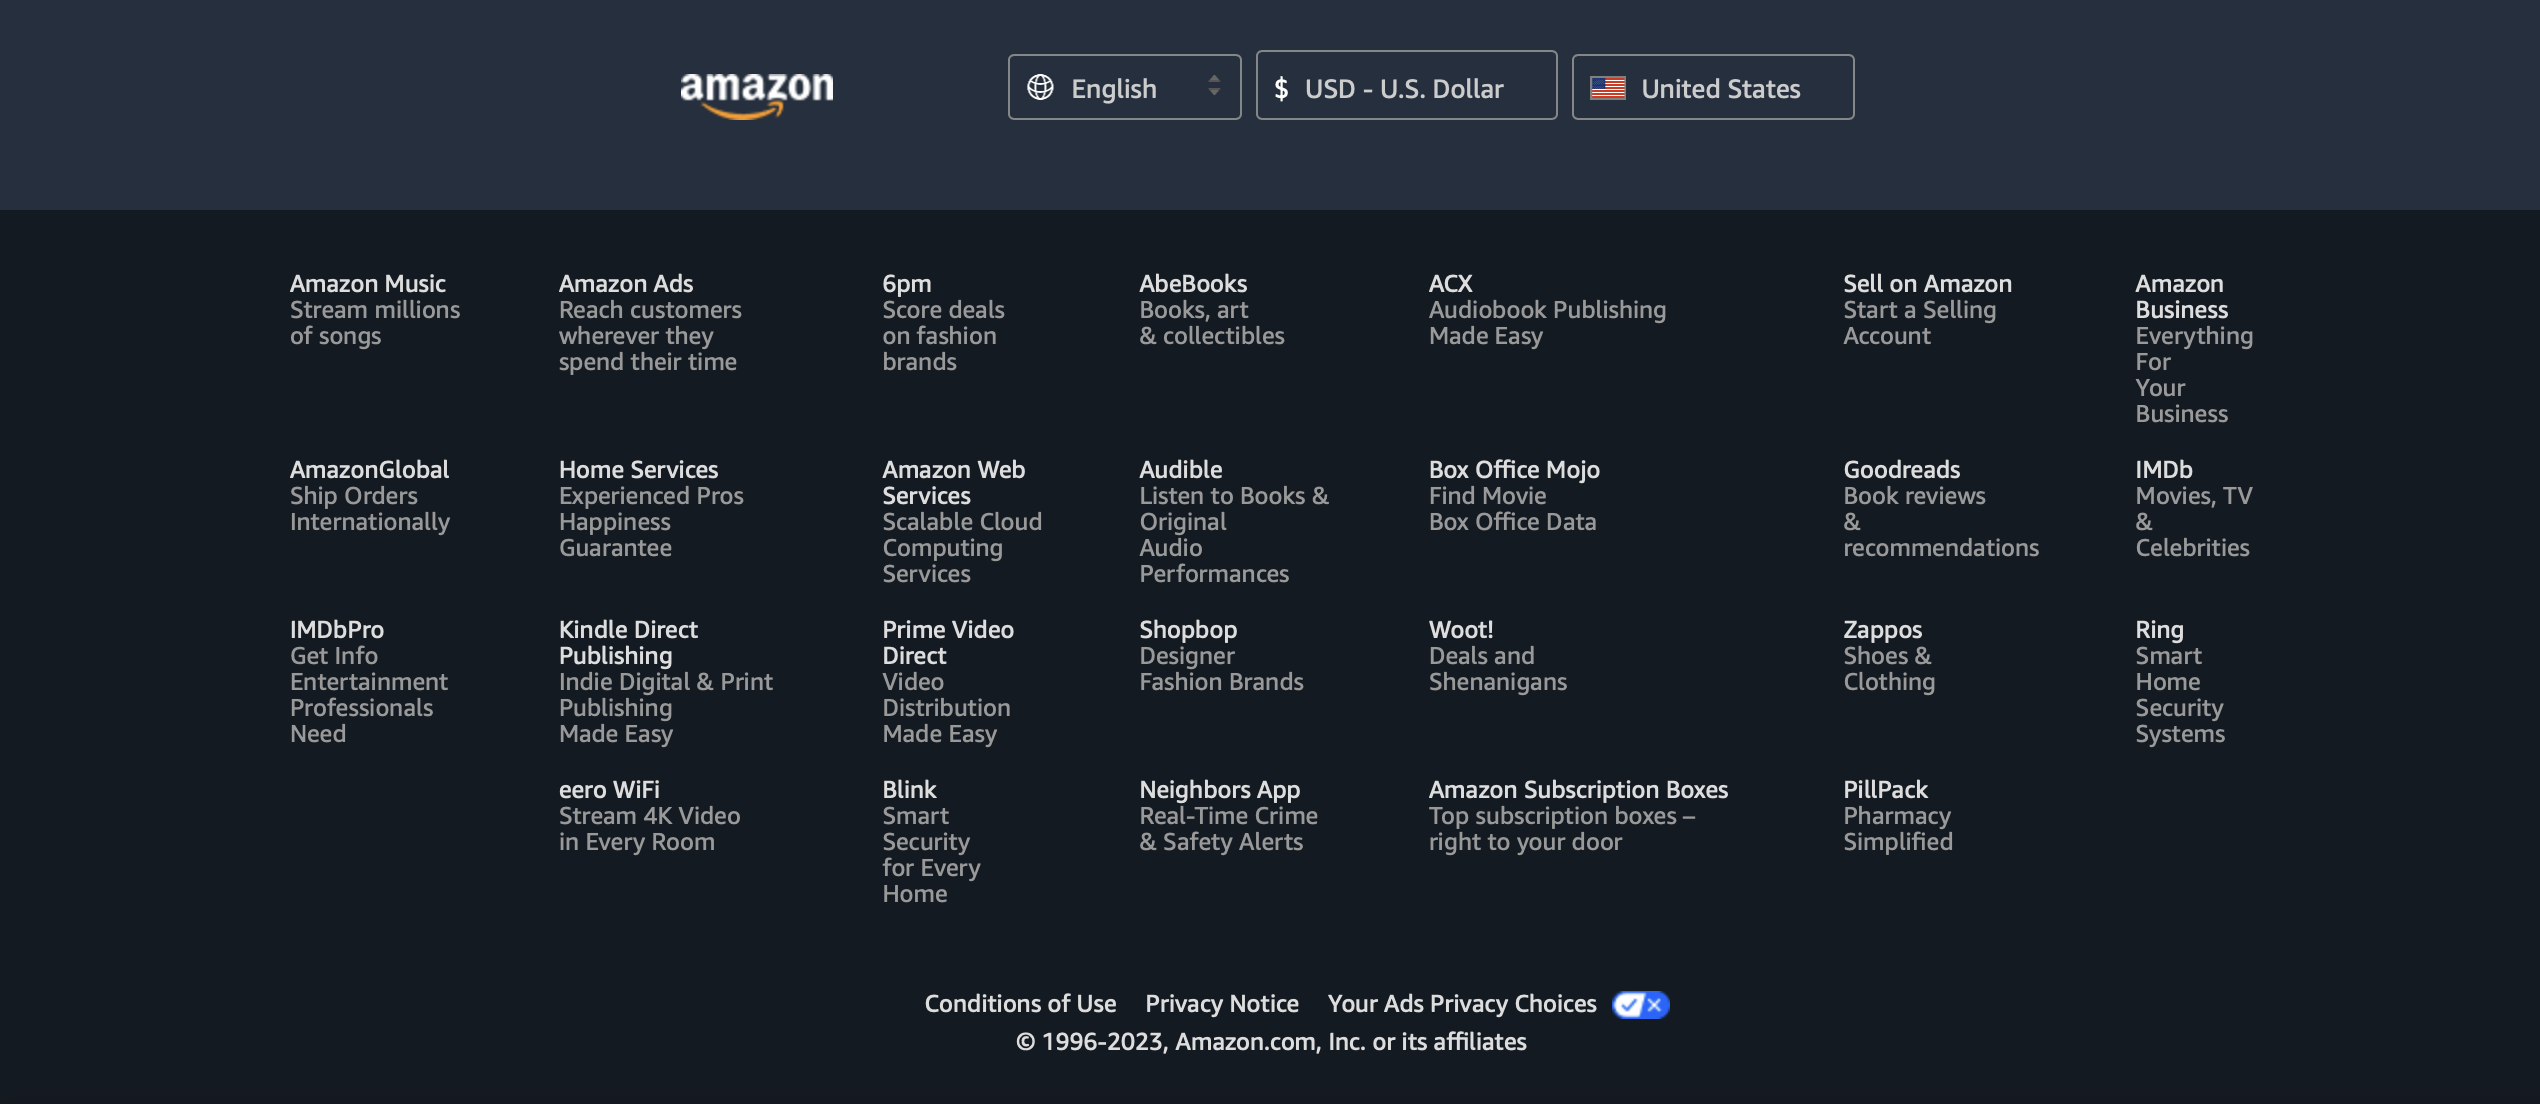 amazon
English
$ USD - U.S. Dollar
United States
Amazon Music
Stream millions
of songs
Amazon Ads
Reach customers
wherever they
spend their time
6pm
Score deals
on fashion
brands
AbeBooks
Books, art
& collectibles
ACX
Audiobook Publishing
Made Easy
Sell on Amazon
Start a Selling
Account
Amazon
Business
Everything
For
Your
Business
AmazonGlobal
Ship Orders
Internationally
Home Services
Experienced Pros
Happiness
Guarantee
Amazon Web
Services
Scalable Cloud
Computing
Services
Audible
Listen to Books &
Original
Audio
Performances
Box Office Mojo
Find Movie
Box Office Data
Goodreads
Book reviews
&
recommendations
IMDb
Movies, TV
&
Celebrities
IMDbPro
Get Info
Entertainment
Professionals
Need
Kindle Direct
Publishing
Indie Digital & Print
Publishing
Made Easy
Prime Video
Direct
Video
Distribution
Made Easy
Shopbop
Designer
Fashion Brands
Woot!
Deals and
Shenanigans
Zappos
Shoes &
Clothing
Ring
Smart
Home
Security
Systems
eero WiFi
Stream 4K Video
in Every Room
Blink
Smart
Security
for Every
Home
Neighbors App
Real-Time Crime
& Safety Alerts
Amazon Subscription Boxes
Top subscription boxes –
right to your door
PillPack
Pharmacy
Simplified
Conditions of Use Privacy Notice Your Ads Privacy Choices
© 1996-2023, Amazon.com, Inc. or its affiliates